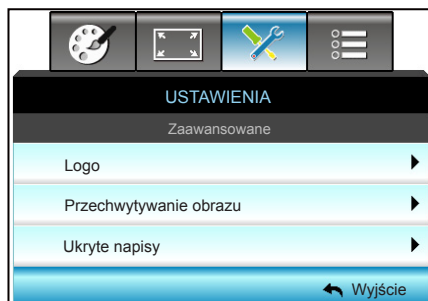 USTAWIENIA
Zaawansowane
Logo
Przechwytywanie obrazu
Ukryte napisy
Wyjście